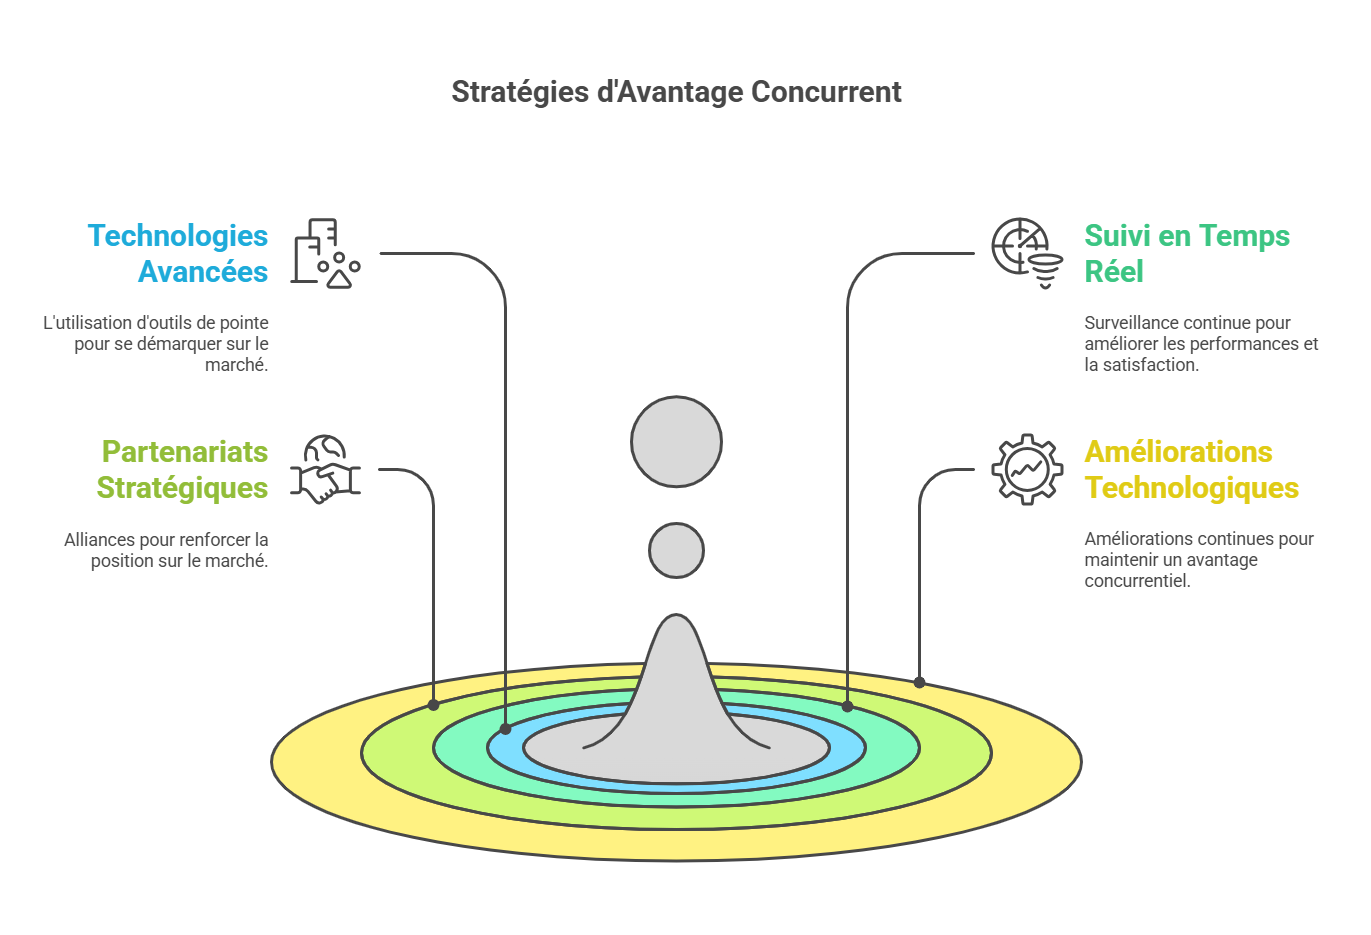 Stratégies d'Avantage Concurrent
Technologies
Avancées
L'utilisation d'outils de pointe
pour se démarquer sur le
marché.
Suivi en Temps
Réel
Surveillance continue pour
améliorer les performances et
la satisfaction.
Partenariats
Stratégiques
Alliances pour renforcer la
position sur le marché.
Améliorations
Technologiques
Améliorations continues pour
maintenir un avantage
concurrentiel.